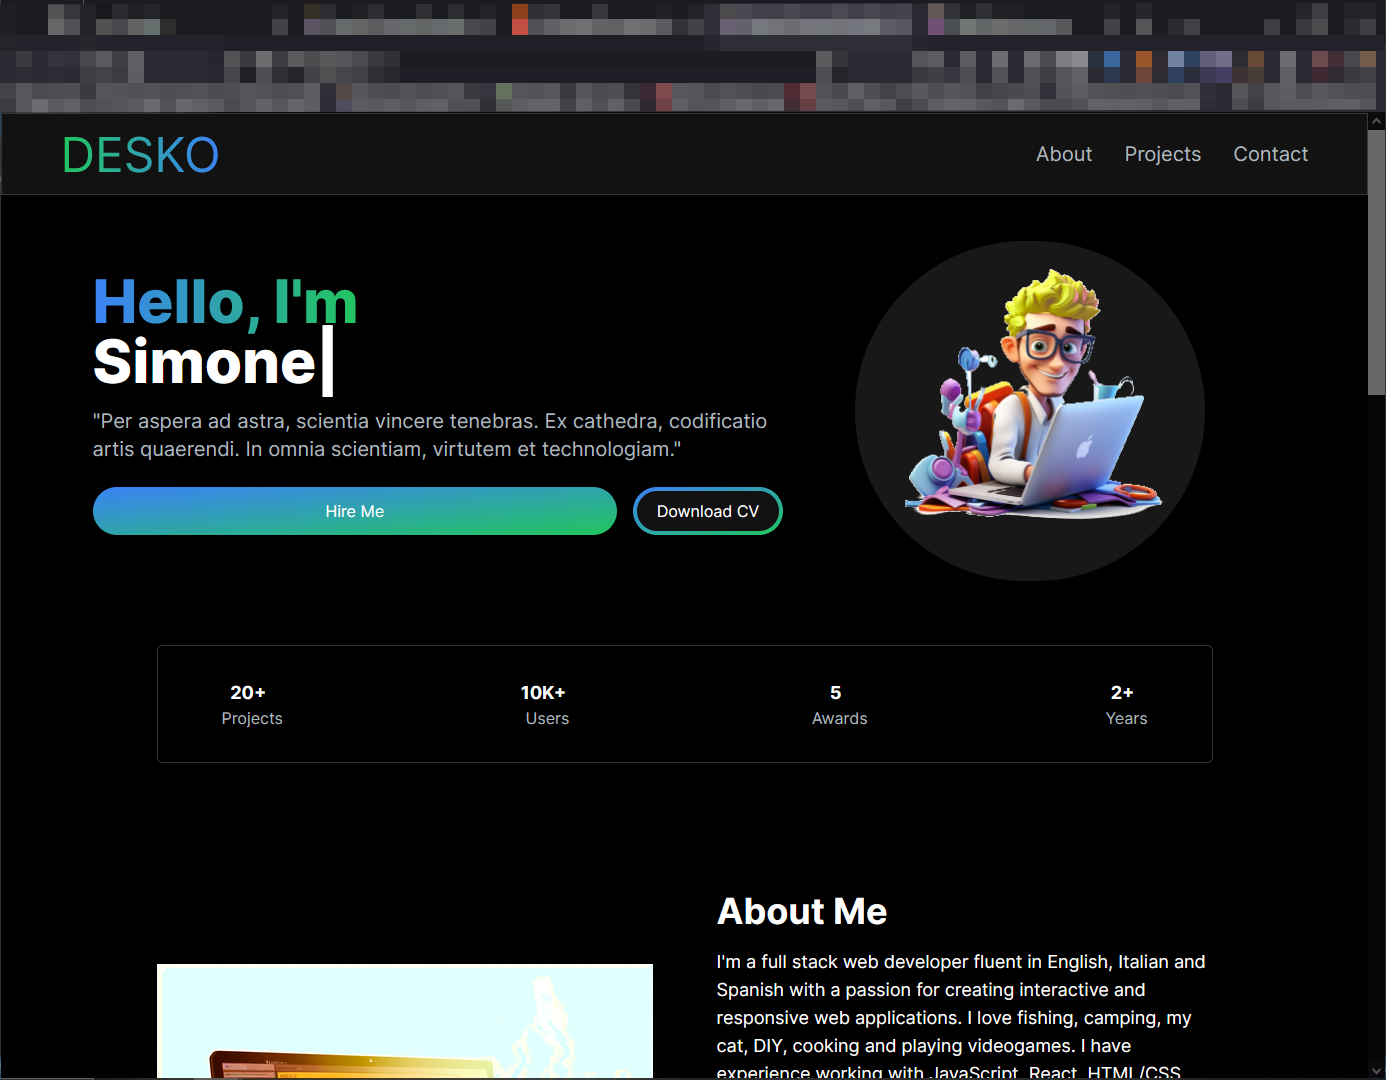 DESKO
About Projects Contact
Hello, I'm
Simone
"Per aspera ad astra, scientia vincere tenebras. Ex cathedra, codificatio
artis quaerendi. In omnia scientiam, virtutem et technologiam."
Hire Me
Download CV
20+
Projects
10K+
Users
5
Awards
2+
Years
About Me
I'm a full stack web developer fluent in English, Italian and
Spanish with a passion for creating interactive and
responsive web applications. I love fishing, camping, my
cat, DIY, cooking and playing videogames. I have
experience working with JavaScript, React, HTML/CSS,